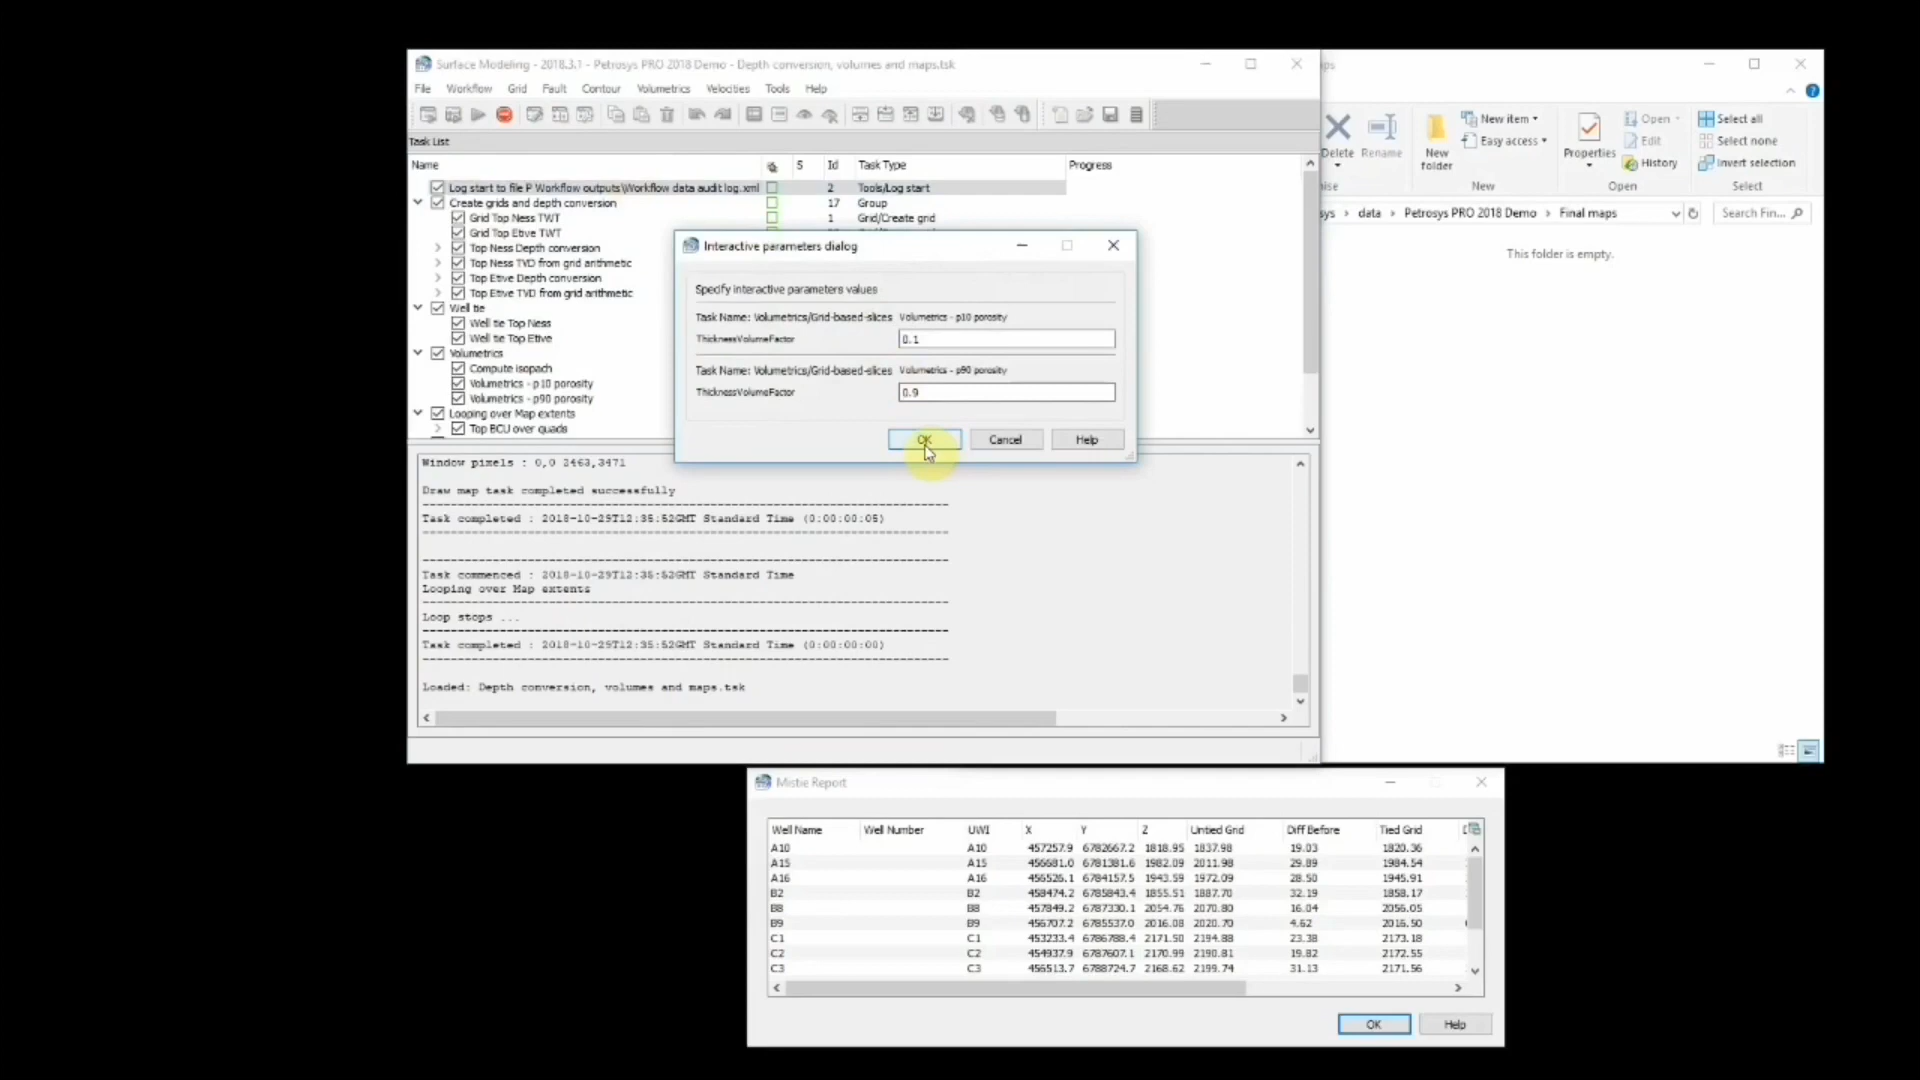 Surface Modeling - 2018.3.1 - Petrosys PRO 2018 Demo - Depth conversion, volumes and maps.tsk
File Workflow Grid Fault Contour Volumetrics Velocities Tools Help
Task List
Name S Id Task Type Progress
Log start to file P Workflow outputs\Workflow data audit log.xml 2 Tools/Log start
Create grids and depth conversion 17 Group
Grid Top Ness TWT 1 Grid/Create grid
Grid Top Etive TWT
Top Ness Depth conversion
Top Ness TVD from grid arithmetic
Top Etive Depth conversion
Top Etive TVD from grid arithmetic
Well tie
Well tie Top Ness
Well tie Top Etive
Volumetrics
Compute isopach
Volumetrics - p10 porosity
Volumetrics - p90 porosity
Looping over Map extents
Top BCU over quads
Interactive parameters dialog
Specify interactive parameters values
Task Name: Volumetrics/Grid-based-slices Volumetrics - p10 porosity
ThicknessVolumeFactor 0.1
Task Name: Volumetrics/Grid-based-slices Volumetrics - p90 porosity
ThicknessVolumeFactor 0.9
OK Cancel Help
Window pixels : 0,0 2463,3471
Draw map task completed successfully
Task completed : 2018-10-29T12:35:52GMT Standard Time (0:00:00:05)
Task commenced : 2018-10-29T12:35:52GMT Standard Time
Looping over Map extents
Loop stops ...
Task completed : 2018-10-29T12:35:52GMT Standard Time (0:00:00:00)
Loaded: Depth conversion, volumes and maps.tsk
ps
Delete Rename New folder New item Easy access Properties Open Edit History Select all Select none Invert selection
nise New Open Select
sys > data > Petrosys PRO 2018 Demo > Final maps Search Fin...
This folder is empty.
Mistie Report
Well Name Well Number UWI X Y Z Untied Grid Diff Before Tied Grid
A10 A10 457257.9 6782667.2 1818.95 1837.98 19.03 1820.36
A15 A15 456681.0 6781381.6 1982.09 2011.98 29.89 1984.54
A16 A16 456526.1 6784157.5 1943.59 1972.09 28.50 1945.91
B2 B2 458474.2 6785843.4 1855.51 1887.70 32.19 1858.17
B8 B8 457849.2 6787330.1 2054.76 2070.80 16.04 2056.05
B9 B9 456707.2 6785537.0 2016.08 2020.70 4.62 2016.50
C1 C1 453233.4 6786788.4 2171.50 2194.88 23.38 2173.18
C2 C2 454937.9 6787607.1 2170.99 2190.81 19.82 2172.55
C3 C3 456513.7 6788724.7 2168.62 2199.74 31.13 2171.56
OK Help